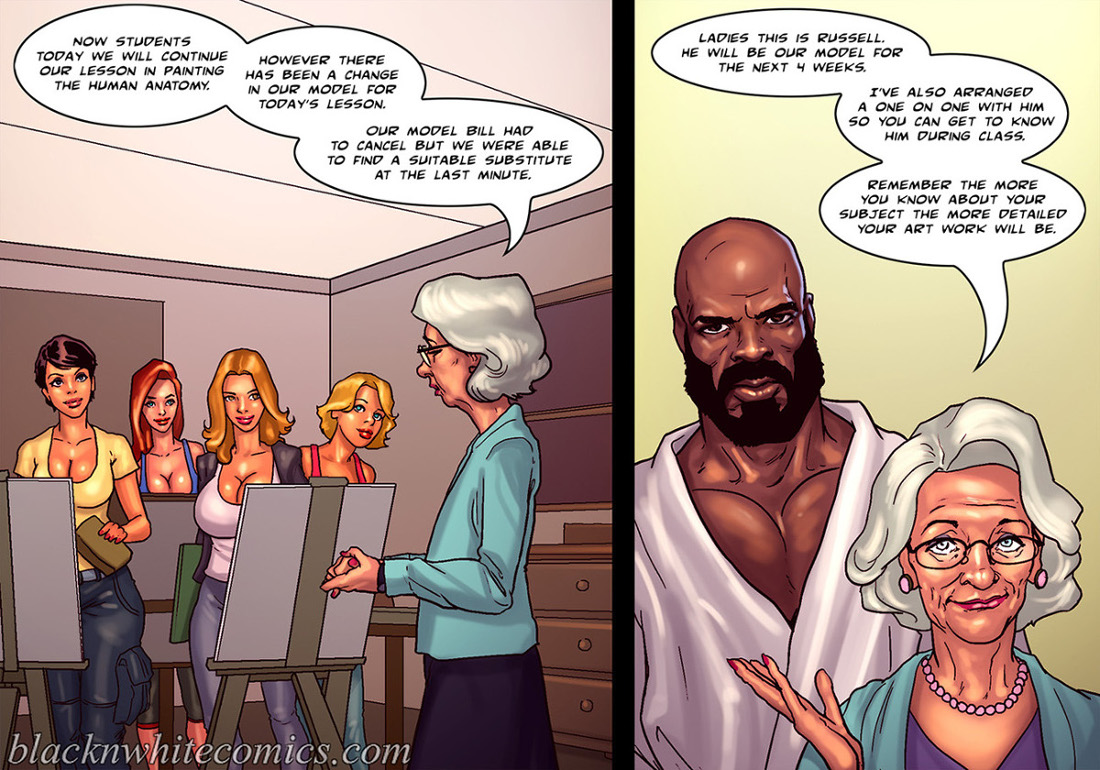 NOW STUDENTS
TODAY WE WILL CONTINUE
OUR LESSON IN PAINTING
THE HUMAN ANATOMY.
HOWEVER THERE
HAS BEEN A CHANGE
IN OUR MODEL FOR
TODAY'S LESSON.
OUR MODEL BILL HAD
TO CANCEL BUT WE WERE ABLE
TO FIND A SUITABLE SUBSTITUTE
AT THE LAST MINUTE.
LADIES THIS IS RUSSELL.
HE WILL BE OUR MODEL FOR
THE NEXT 4 WEEKS.
I'VE ALSO ARRANGED
A ONE ON ONE WITH HIM
SO YOU CAN GET TO KNOW
HIM DURING CLASS.
REMEMBER THE MORE
YOU KNOW ABOUT YOUR
SUBJECT THE MORE DETAILED
YOUR ART WORK WILL BE.
blacknwhitecomics.com